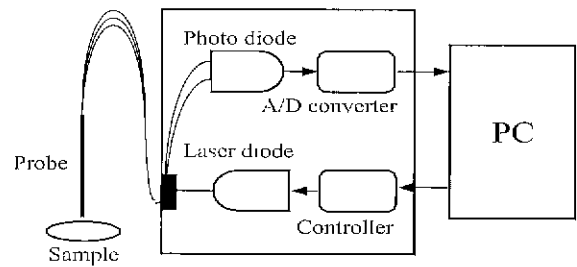 Photo diode
A/D converter
PC
Probe
Laser diode
Controller
Sample